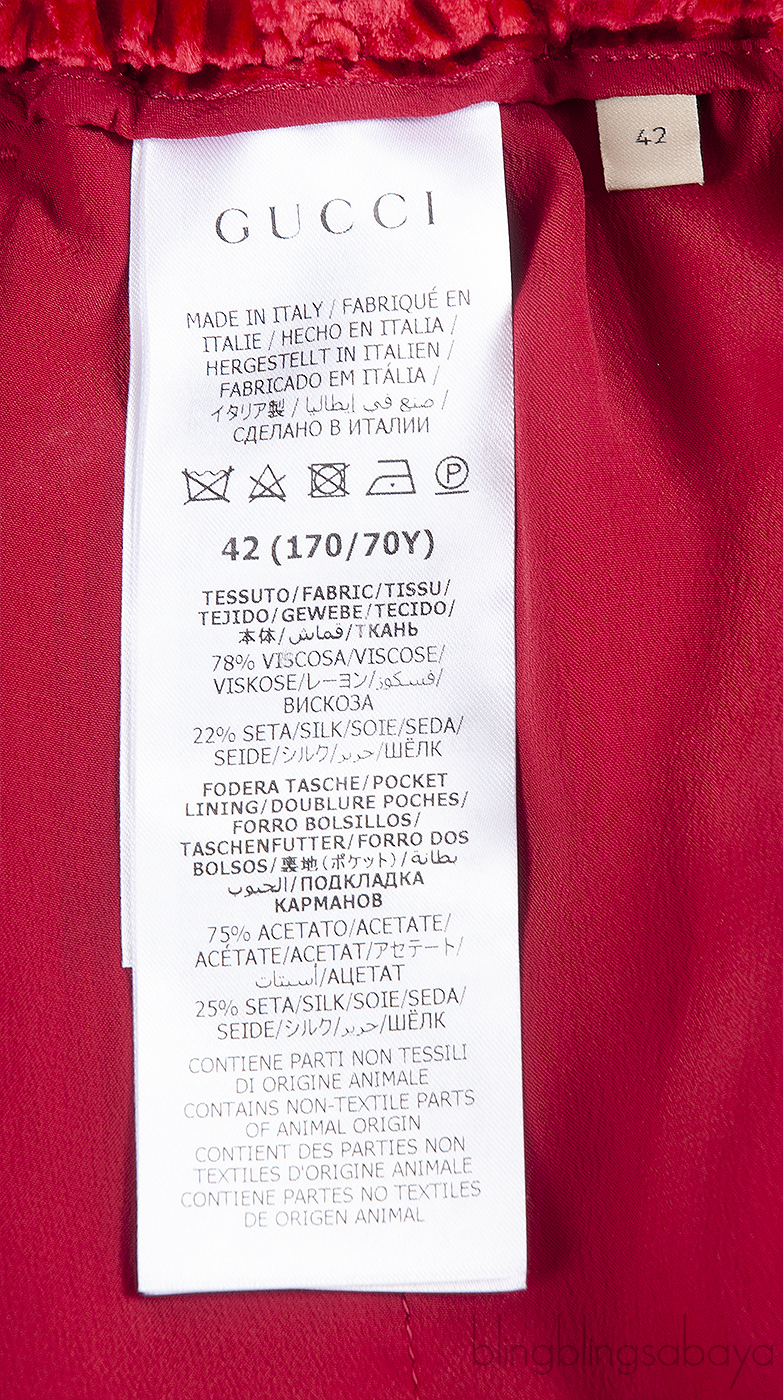 42
GUCCI
MADE IN ITALY / FABRIQUÉ EN
ITALIE / HECHO EN ITALIA /
HERGESTELLT IN ITALIEN /
FABRICADO EM ITÁLIA /
イタリア製 / صنع في إيطاليا /
СДЕЛАНО В ИТАЛИИ
P
42 (170/70Y)
TESSUTO/FABRIC/TISSU/
TEJIDO/GEWEBE/TECIDO/
本体/قماش/ТКАНЬ
78% VISCOSA/VISCOSE/
VISKOSE/レーヨン/فسكوز/
ВИСКОЗА
22% SETA/SILK/SOIE/SEDA/
SEIDE/シルク/حرير/ШЁЛК
FODERA TASCHE/POCKET
LINING/DOUBLURE POCHES/
FORRO BOLSILLOS/
TASCHENFUTTER/FORRO DOS
BOLSOS/裏地(ポケット)/بطانة
الجيوب/ПОДКЛАДКА
КАРМАНОВ
75% ACETATO/ACETATE/
ACÉTATE/ACETAT/アセテート/
أسيتات/АЦЕТАТ
25% SETA/SILK/SOIE/SEDA/
SEIDE/シルク/حرير/ШЁЛК
CONTIENE PARTI NON TESSILI
DI ORIGINE ANIMALE
CONTAINS NON-TEXTILE PARTS
OF ANIMAL ORIGIN
CONTIENT DES PARTIES NON
TEXTILES D'ORIGINE ANIMALE
CONTIENE PARTES NO TEXTILES
DE ORIGEN ANIMAL
blingblingsabaya